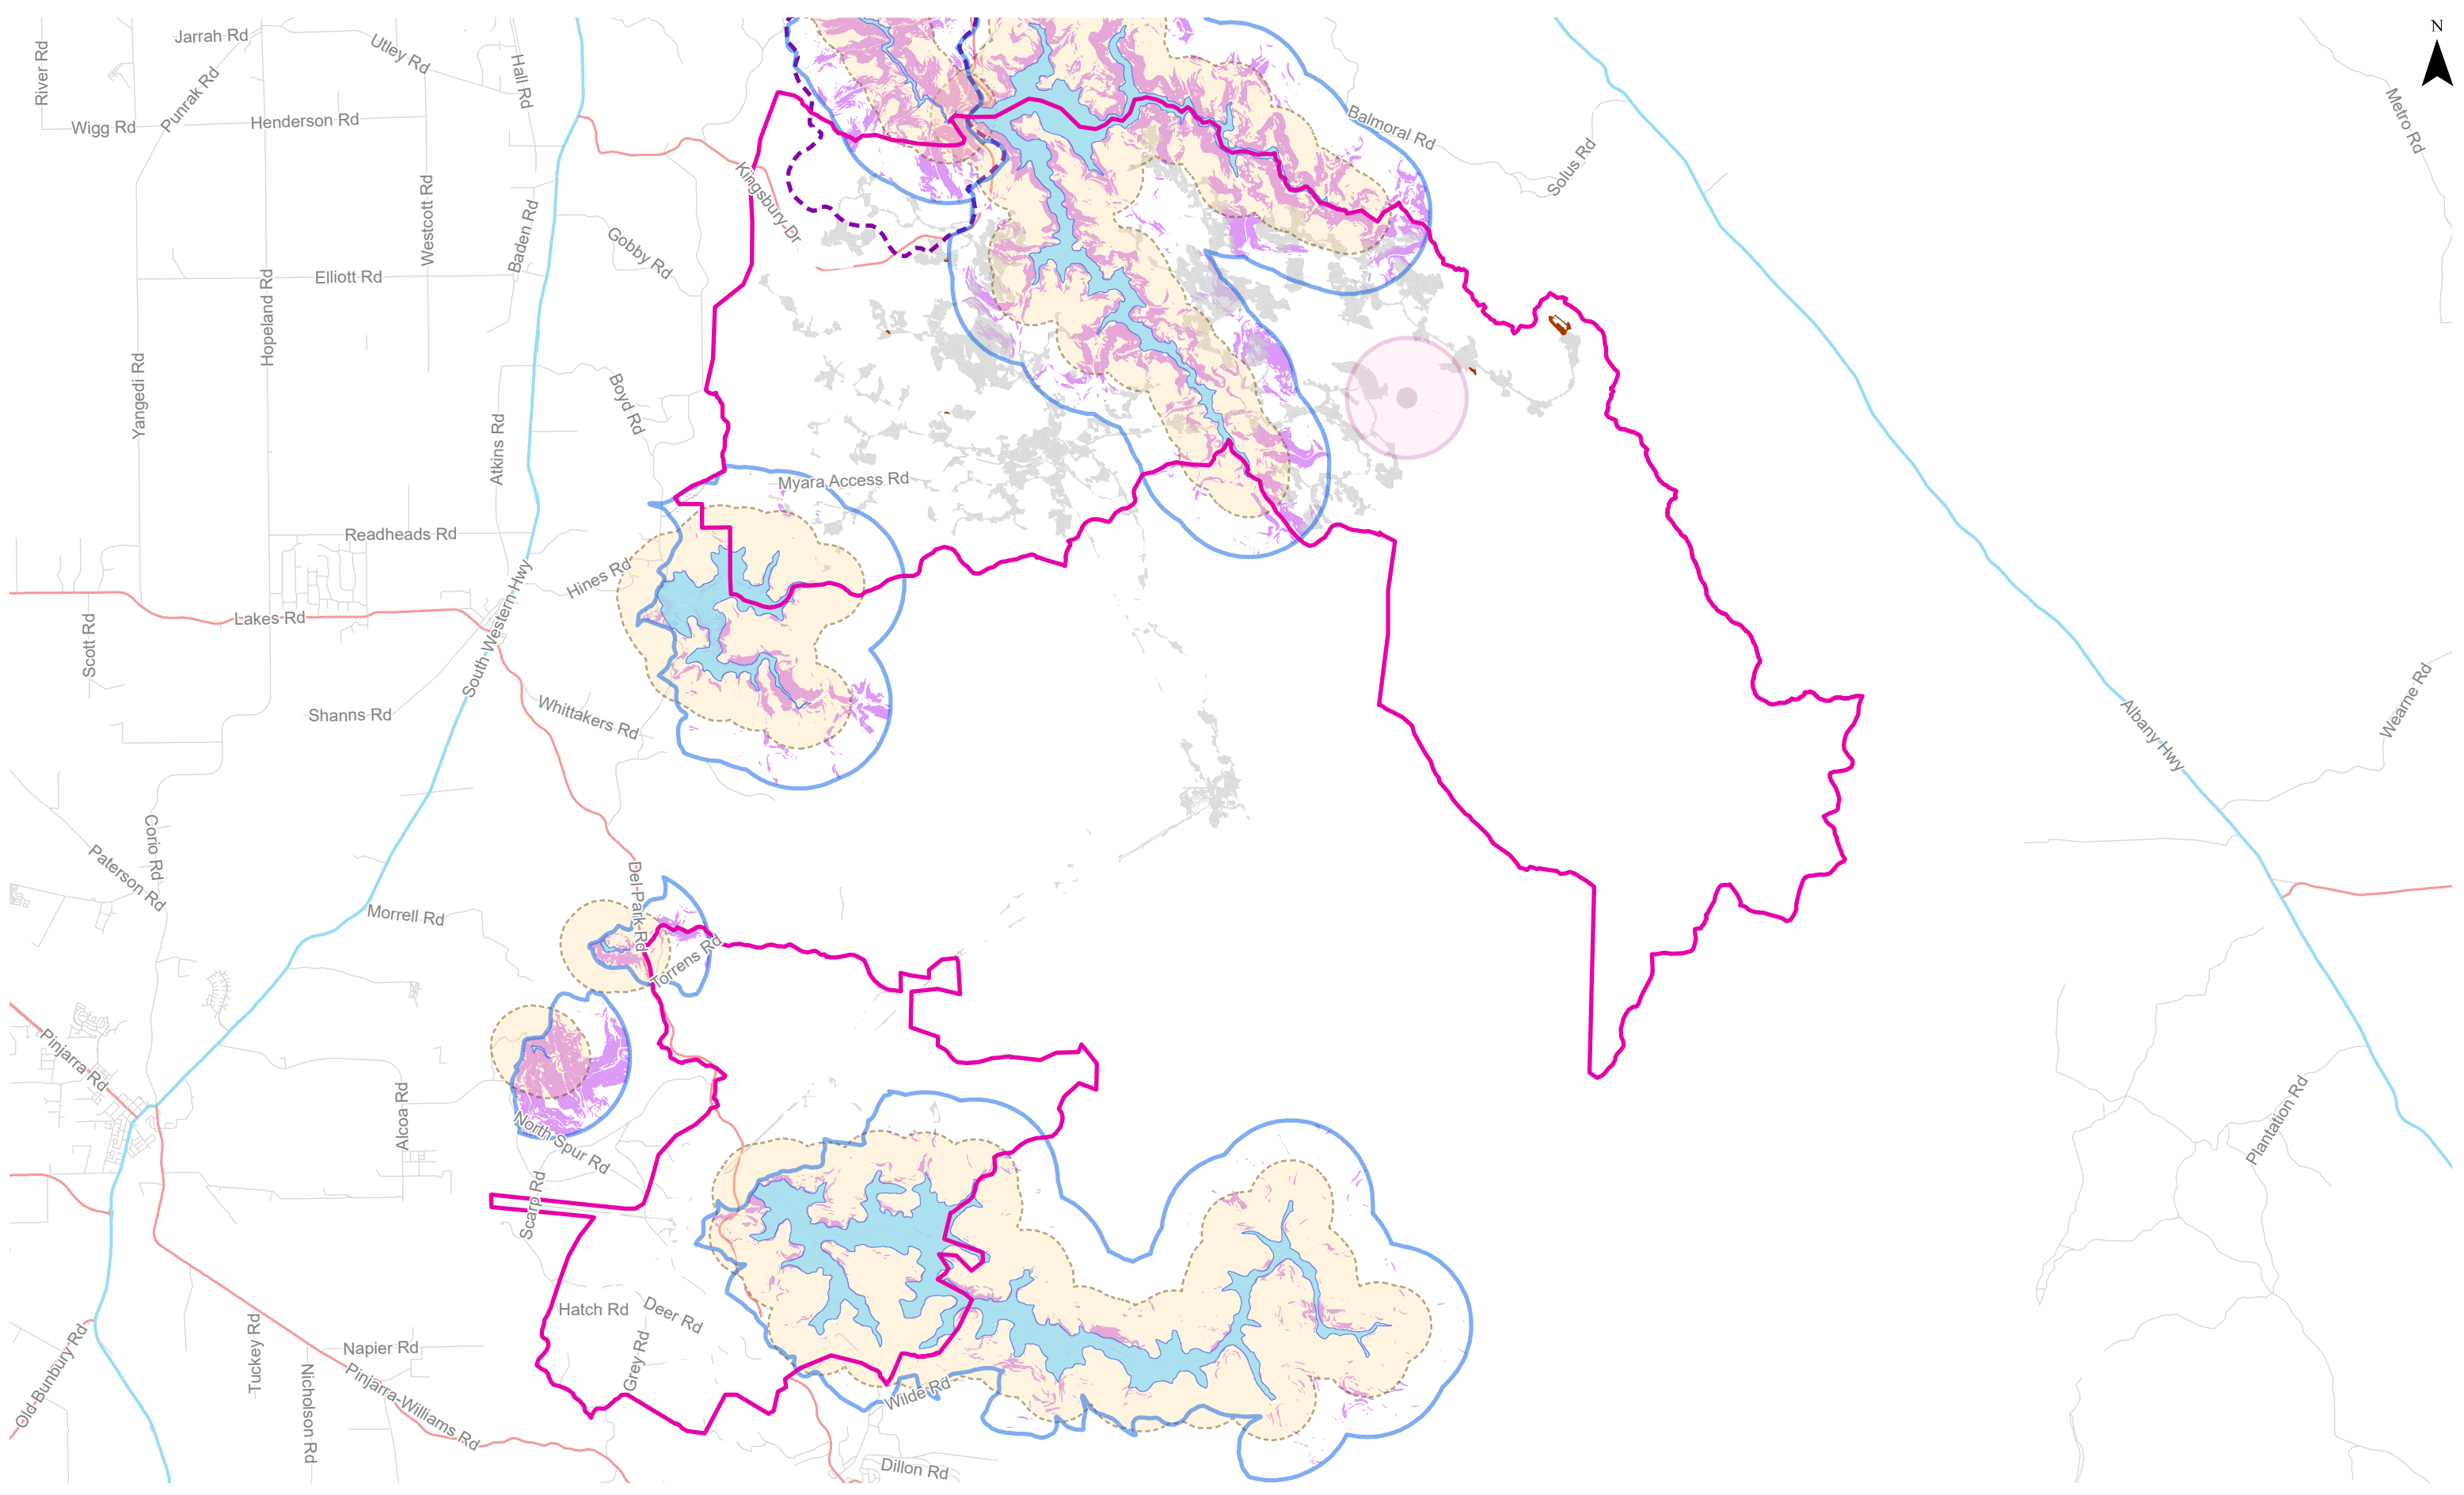 N
Jarrah Rd
Utley Rd
Hall Rd
River Rd
Punrak Rd
Wigg Rd
Henderson Rd
Metro Rd
Balmoral Rd
Solus Rd
Kingsbury Dr
Westcott Rd
Baden Rd
Gobby Rd
Elliott Rd
Hopeland Rd
Yangedi Rd
Boyd Rd
Atkins Rd
Myara Access Rd
Readheads Rd
Hines Rd
Lakes Rd
Scott Rd
South Western Hwy
Shanns Rd
Whittakers Rd
Wearne Rd
Albany Hwy
Corio Rd
Paterson Rd
Del Park Rd
Morrell Rd
Torrens Rd
Pinjarra Rd
Alcoa Rd
North Spur Rd
Plantation Rd
Scarp Rd
Hatch Rd
Deer Rd
Grey Rd
Tuckey Rd
Napier Rd
Nicholson Rd
Old Bunbury Rd
Pinjarra-Williams Rd
Wilde Rd
Dillon Rd